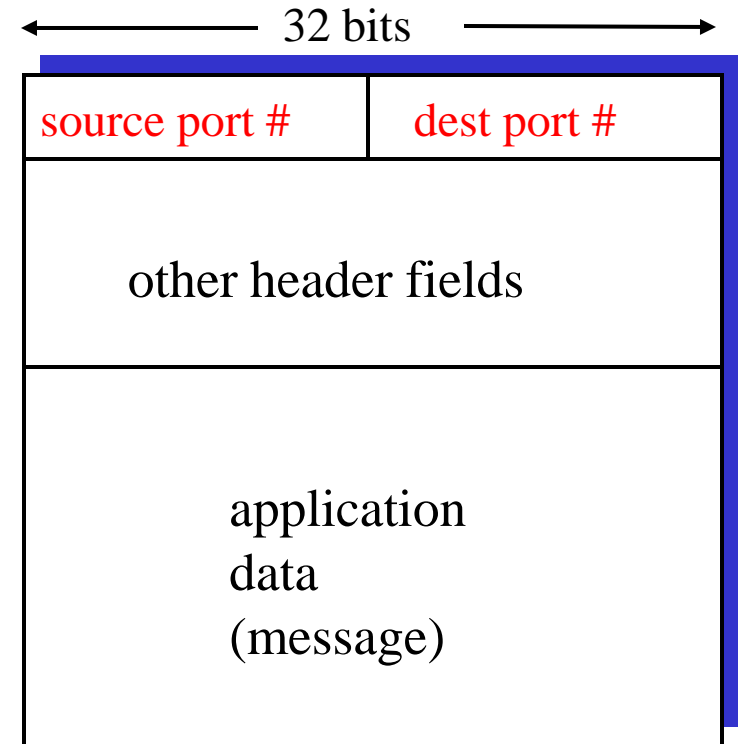 32 bits
source port #
dest port #
other header fields
application
data
(message)